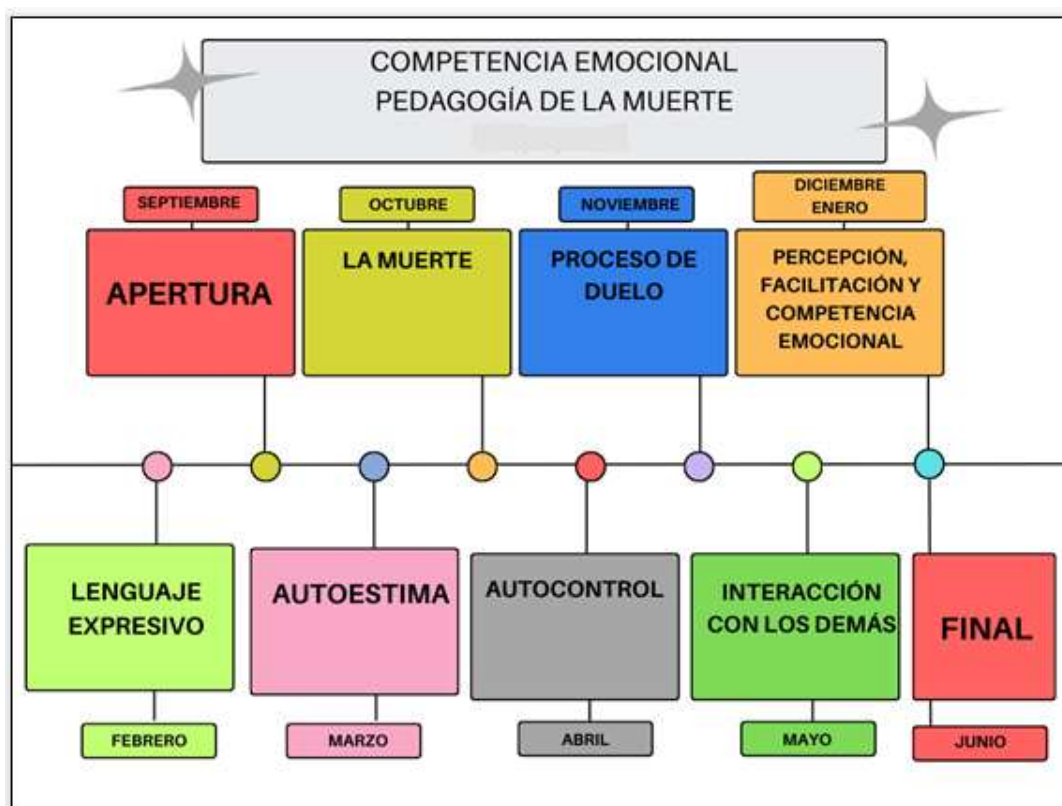 COMPETENCIA EMOCIONAL
PEDAGOGÍA DE LA MUERTE
SEPTIEMBRE
APERTURA
OCTUBRE
LA MUERTE
NOVIEMBRE
PROCESO DE
DUELO
DICIEMBRE
ENERO
PERCEPCIÓN,
FACILITACIÓN Y
COMPETENCIA
EMOCIONAL
LENGUAJE
EXPRESIVO
FEBRERO
AUTOESTIMA
MARZO
AUTOCONTROL
ABRIL
INTERACCIÓN
CON LOS DEMÁS
MAYO
FINAL
JUNIO